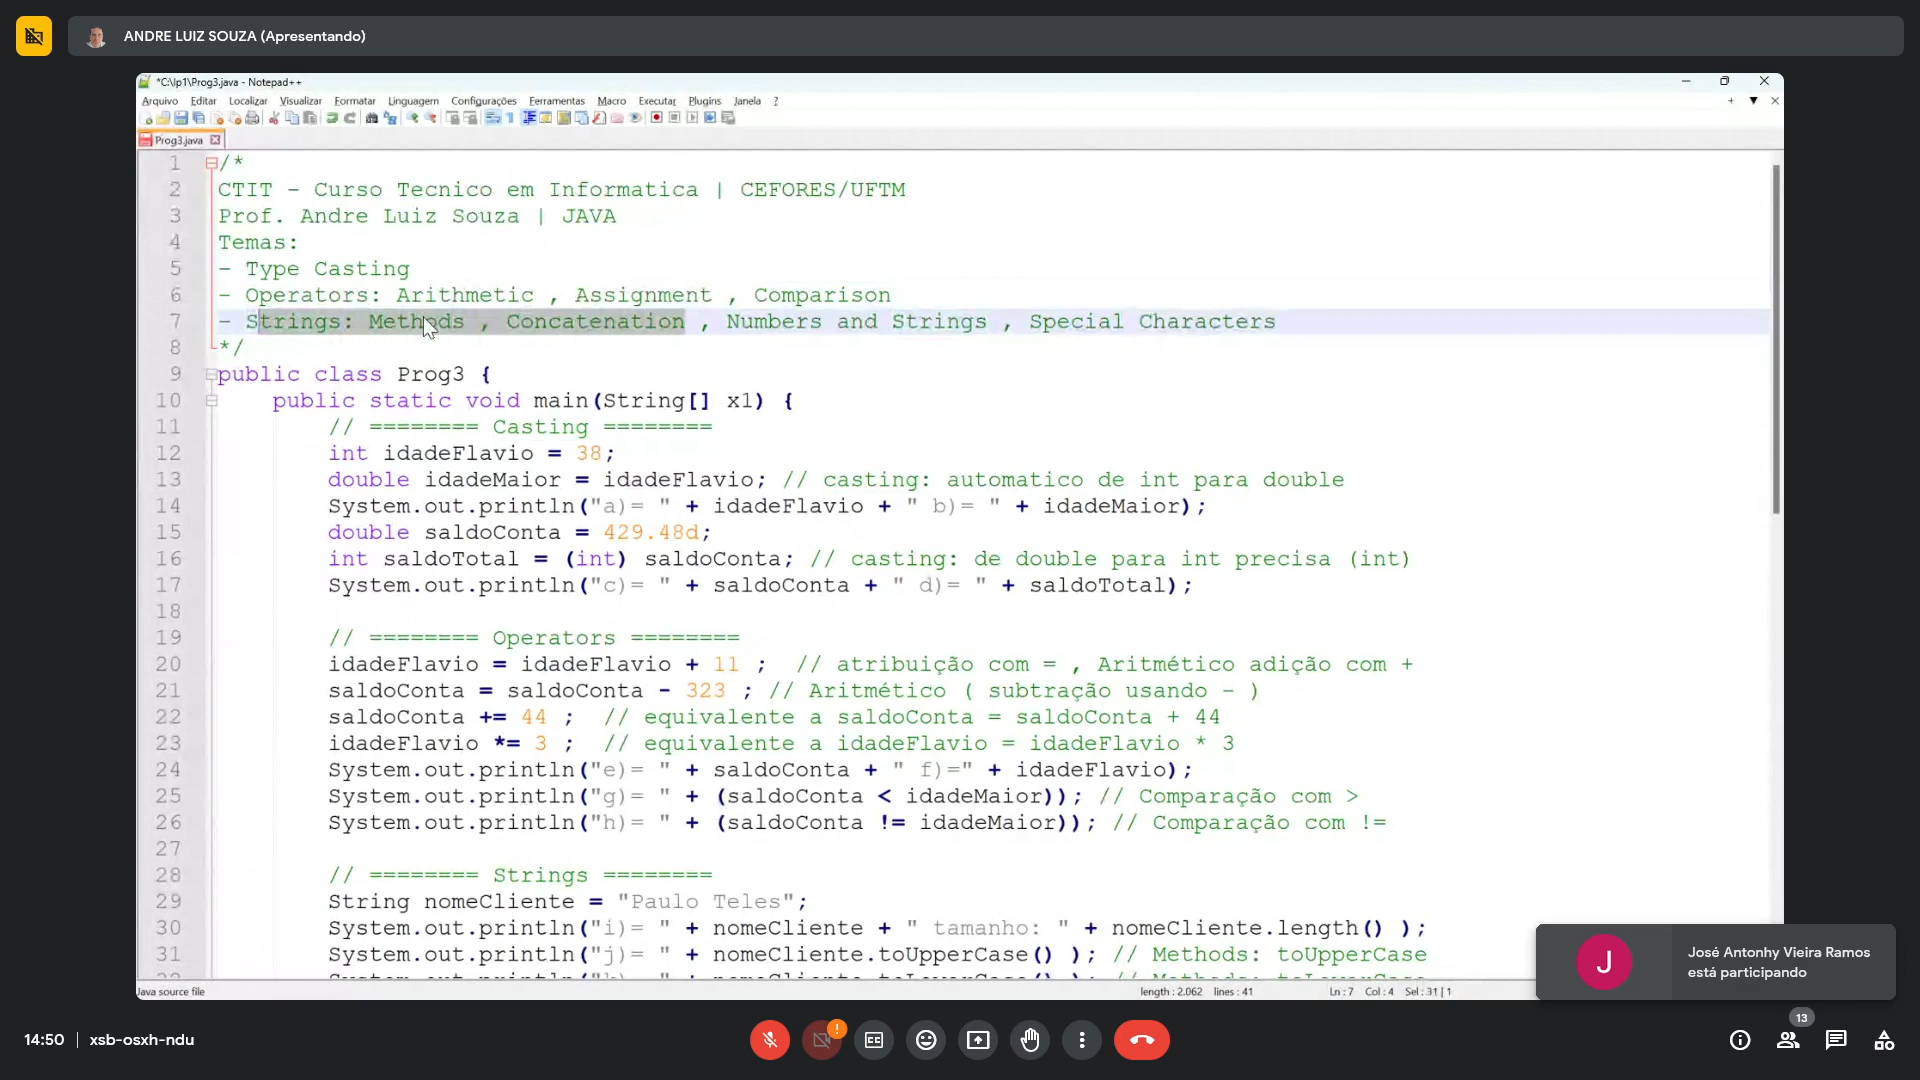 ANDRE LUIZ SOUZA (Apresentando)
*C:\lp1\Prog3.java - Notepad++
Arquivo Editar Localizar Visualizar Formatar Linguagem Configurações Ferramentas Macro Executar Plugins Janela ?
Prog3.java
1 /*
2 CTIT - Curso Tecnico em Informatica | CEFORES/UFTM
3 Prof. Andre Luiz Souza | JAVA
4 Temas:
5 - Type Casting
6 - Operators: Arithmetic , Assignment , Comparison
7 - Strings: Methods , Concatenation , Numbers and Strings , Special Characters
8 */
9 public class Prog3 {
10 public static void main(String[] x1) {
11 // ======== Casting ========
12 int idadeFlavio = 38;
13 double idadeMaior = idadeFlavio; // casting: automatico de int para double
14 System.out.println("a)= " + idadeFlavio + " b)= " + idadeMaior);
15 double saldoConta = 429.48d;
16 int saldoTotal = (int) saldoConta; // casting: de double para int precisa (int)
17 System.out.println("c)= " + saldoConta + " d)= " + saldoTotal);
18
19 // ======== Operators ========
20 idadeFlavio = idadeFlavio + 11 ; // atribuição com = , Aritmético adição com +
21 saldoConta = saldoConta - 323 ; // Aritmético ( subtração usando - )
22 saldoConta += 44 ; // equivalente a saldoConta = saldoConta + 44
23 idadeFlavio *= 3 ; // equivalente a idadeFlavio = idadeFlavio * 3
24 System.out.println("e)= " + saldoConta + " f)=" + idadeFlavio);
25 System.out.println("g)= " + (saldoConta < idadeMaior)); // Comparação com >
26 System.out.println("h)= " + (saldoConta != idadeMaior)); // Comparação com !=
27
28 // ======== Strings ========
29 String nomeCliente = "Paulo Teles";
30 System.out.println("i)= " + nomeCliente + " tamanho: " + nomeCliente.length() );
31 System.out.println("j)= " + nomeCliente.toUpperCase() ); // Methods: toUpperCase
Java source file length : 2.062 lines : 41 Ln : 7 Col : 4 Sel : 31 | 1
J José Antonhy Vieira Ramos
está participando
14:50 xsb-osxh-ndu
13